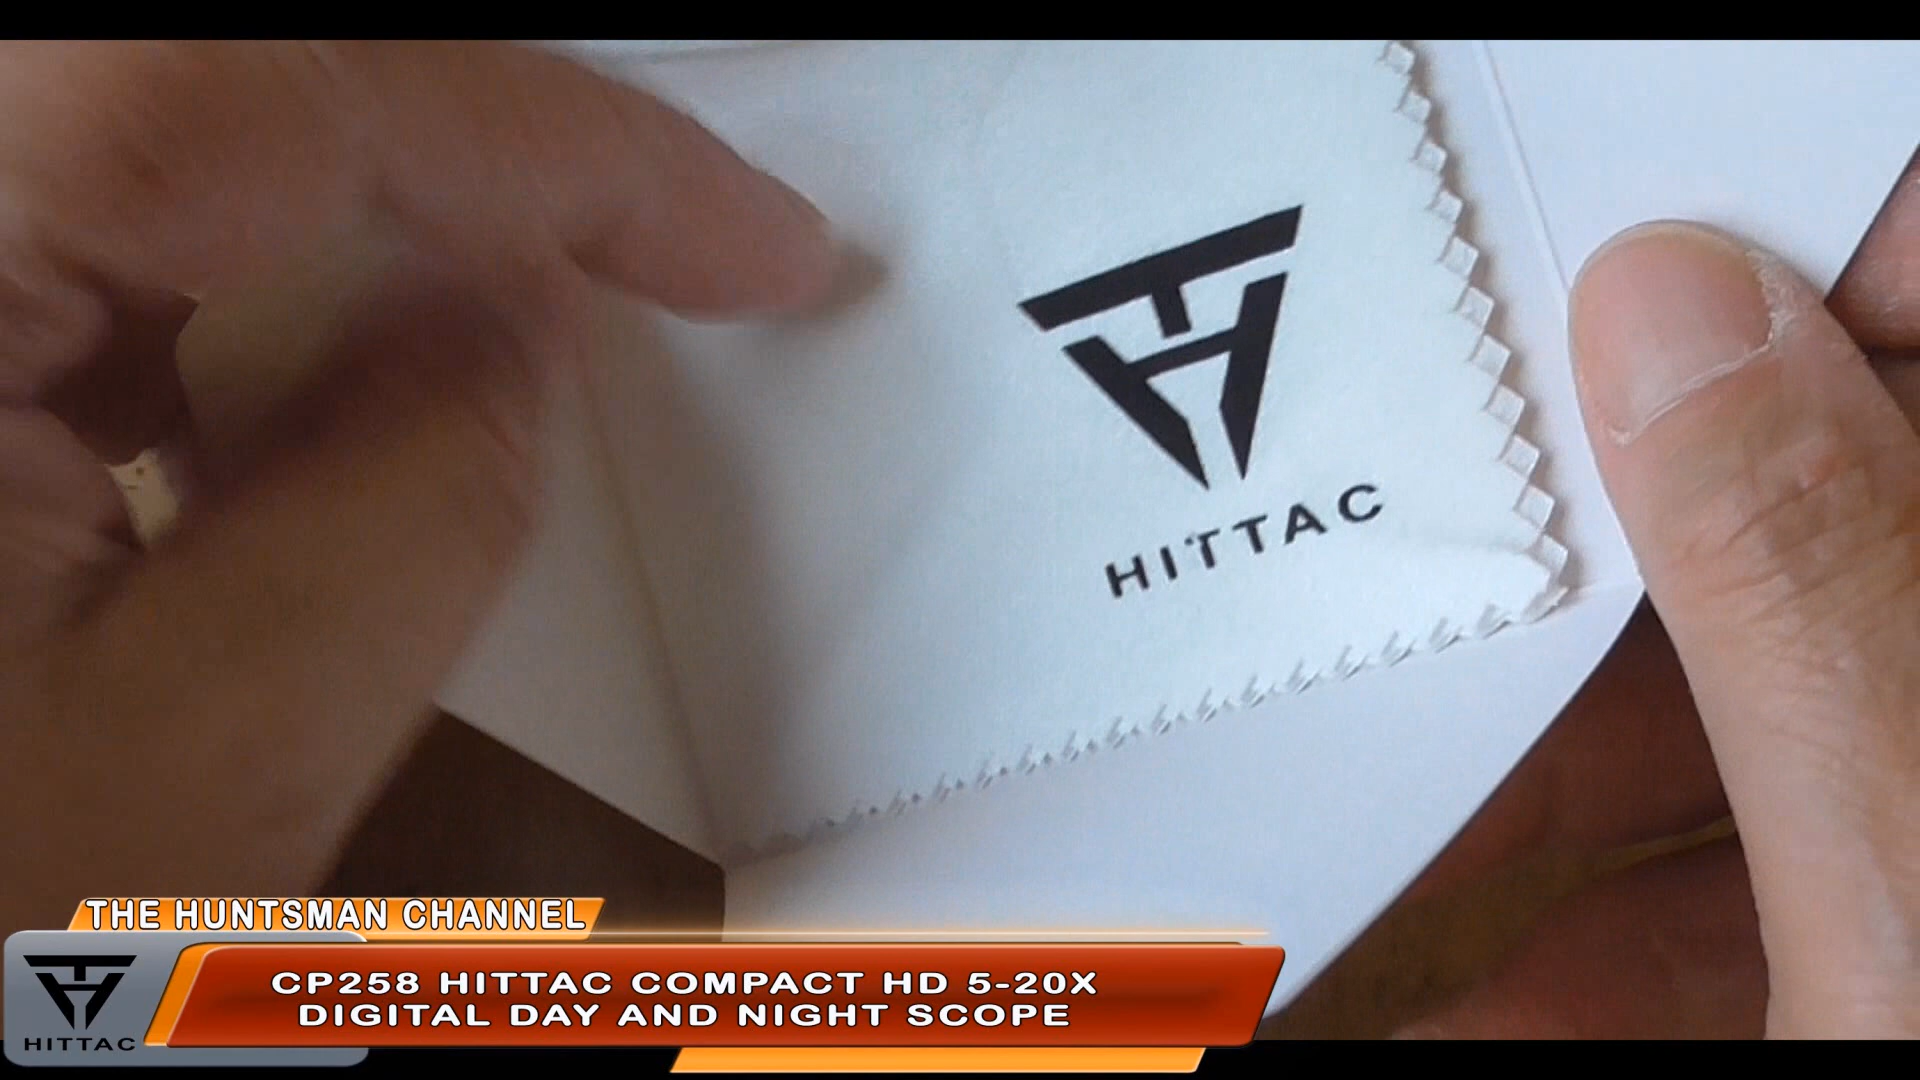 HITTAC
THE HUNTSMAN CHANNEL
CP258 HITTAC COMPACT HD 5-20X
DIGITAL DAY AND NIGHT SCOPE
HITTAC